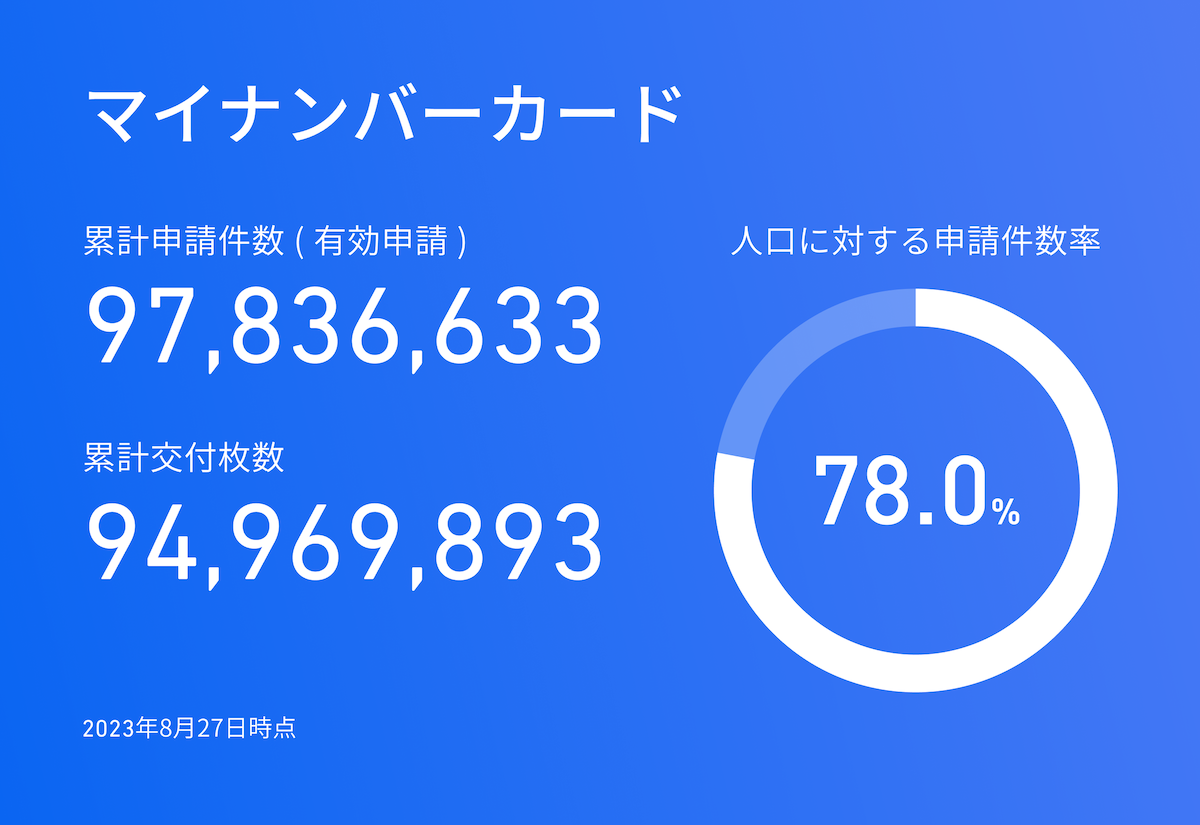 マイナンバーカード
累計申請件数 ( 有効申請 )
97,836,633
累計交付枚数
94,969,893
人口に対する申請件数率
78.0%
2023年8月27日時点